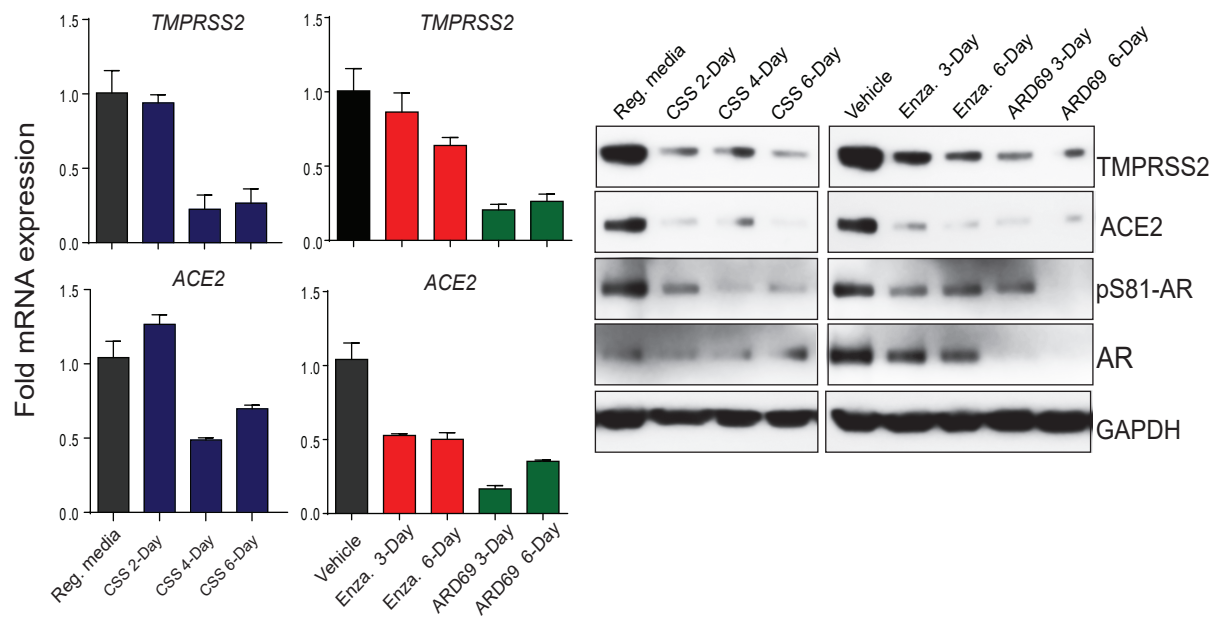 TMPRSS2
1.5
1.0
0.5
0.0
TMPRSS2
1.5
1.0
0.5
0.0
Fold mRNA expression
ACE2
1.5
1.0
0.5
0.0
Reg. media
CSS 2-Day
CSS 4-Day
CSS 6-Day
ACE2
1.5
1.0
0.5
0.0
Vehicle
Enza. 3-Day
Enza. 6-Day
ARD69 3-Day
ARD69 6-Day
Reg. media
CSS 2-Day
CSS 4-Day
CSS 6-Day
Vehicle
Enza. 3-Day
Enza. 6-Day
ARD69 3-Day
ARD69 6-Day
TMPRSS2
ACE2
pS81-AR
AR
GAPDH